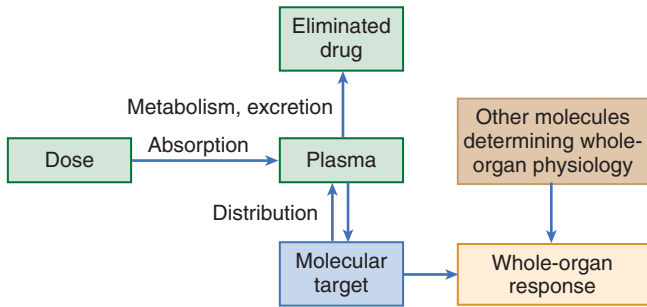 Eliminated
drug
Metabolism, excretion
Other molecules
determining whole-
organ physiology
Absorption
Dose
Plasma
Distribution
Molecular
target
Whole-organ
response